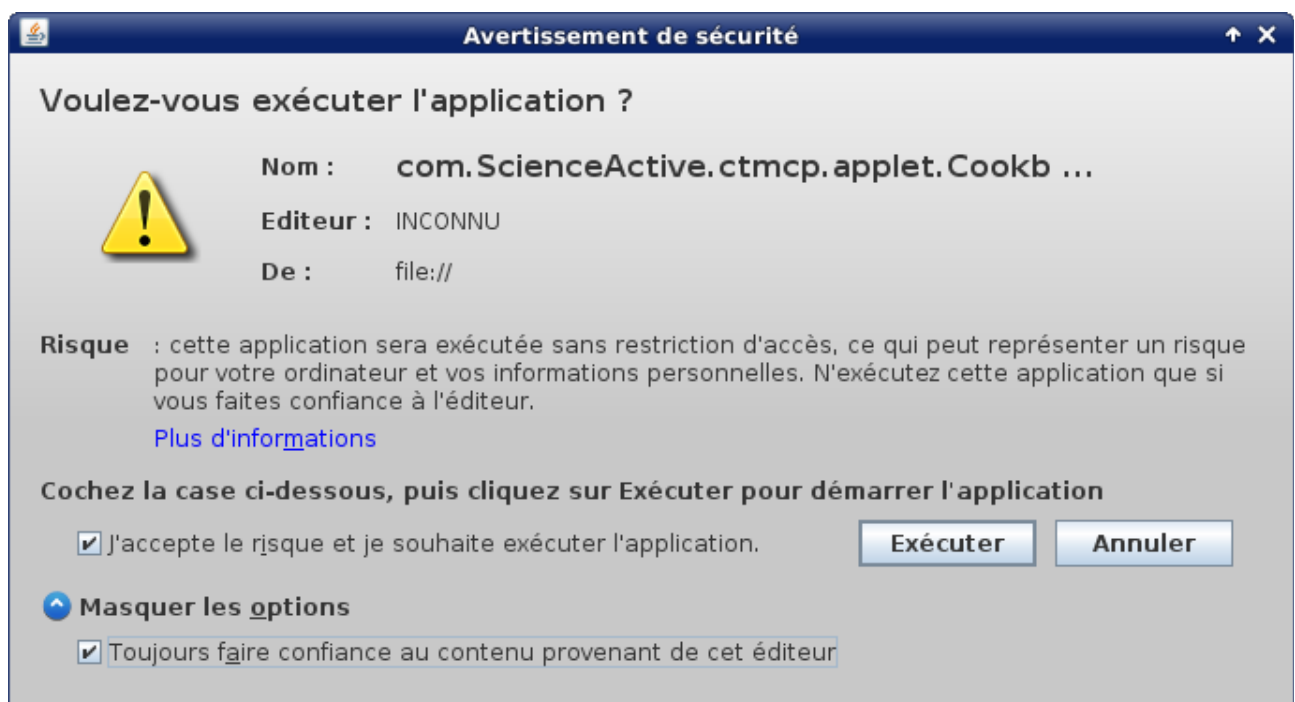 Avertissement de sécurité
Voulez-vous exécuter l'application ?
Nom : com.ScienceActive.ctmcp.applet.Cookb ...
Editeur : INCONNU
De : file://
Risque : cette application sera exécutée sans restriction d'accès, ce qui peut représenter un risque
pour votre ordinateur et vos informations personnelles. N'exécutez cette application que si
vous faites confiance à l'éditeur.
Plus d'informations
Cochez la case ci-dessous, puis cliquez sur Exécuter pour démarrer l'application
J'accepte le risque et je souhaite exécuter l'application. Exécuter Annuler
Masquer les options
Toujours faire confiance au contenu provenant de cet éditeur